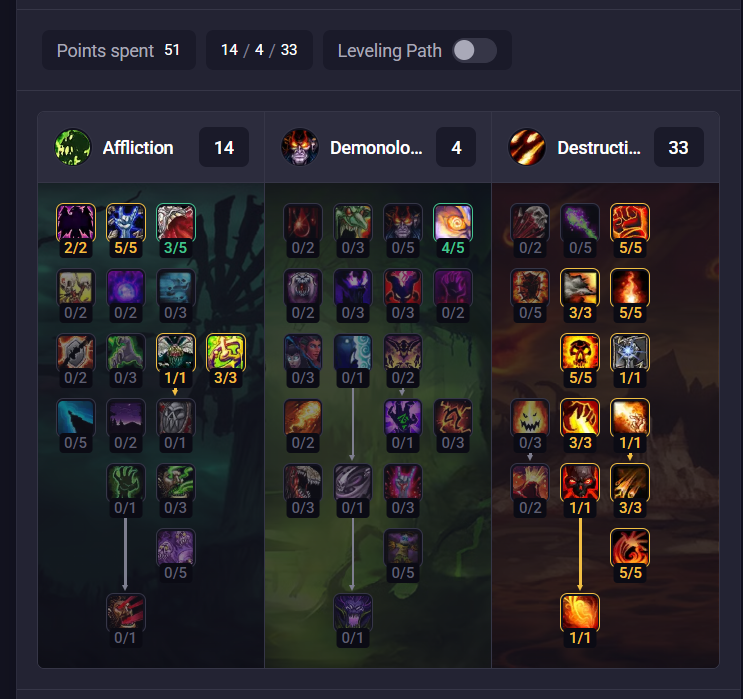 Points spent 51 14 / 4 / 33 Leveling Path
Affliction 14 Demonolo... 4 Destructi... 33
2/2 5/5 3/5 0/2 0/3 0/5 4/5 0/2 0/5 5/5
0/2 0/2 0/3 0/2 0/3 0/3 0/2 0/5 3/3 5/5
0/2 0/3 1/1 3/3 0/3 0/1 0/2 5/5 1/1
0/5 0/2 0/1 0/2 0/1 0/3 0/3 3/3 1/1
0/1 0/3 0/3 0/1 0/3 0/2 1/1 3/3
0/5 0/5 5/5
0/1 0/1 1/1